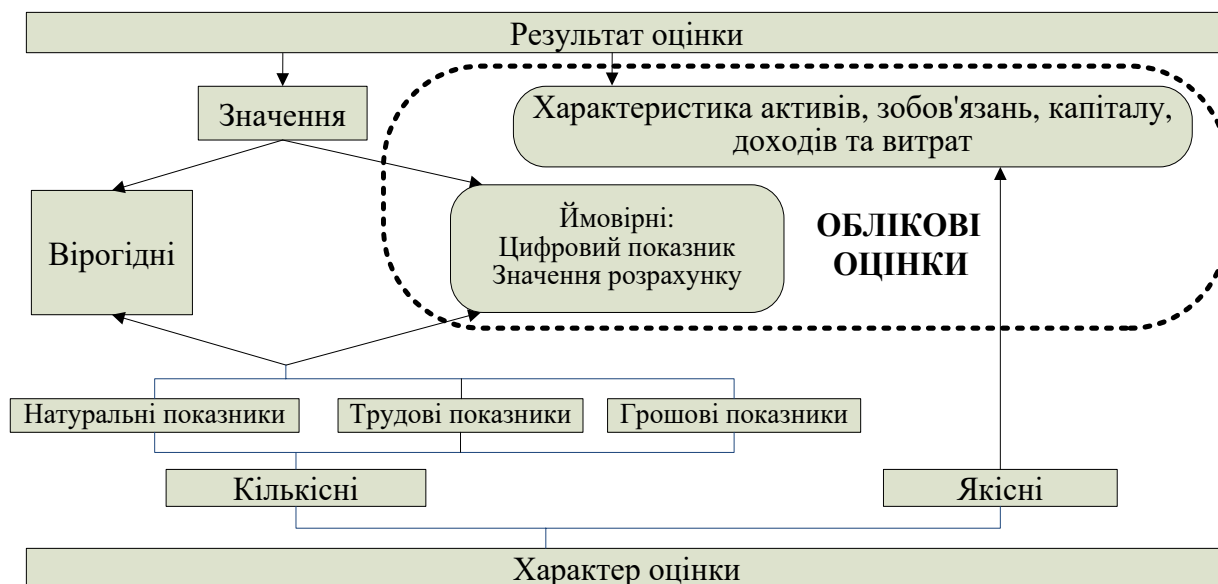 Результат оцінки
Значення
Характеристика активів, зобов'язань, капіталу,
доходів та витрат
Вірогідні
Ймовірні:
Цифровий показник
Значення розрахунку
ОБЛІКОВІ
ОЦІНКИ
Натуральні показники
Трудові показники
Грошові показники
Кількісні
Якісні
Характер оцінки